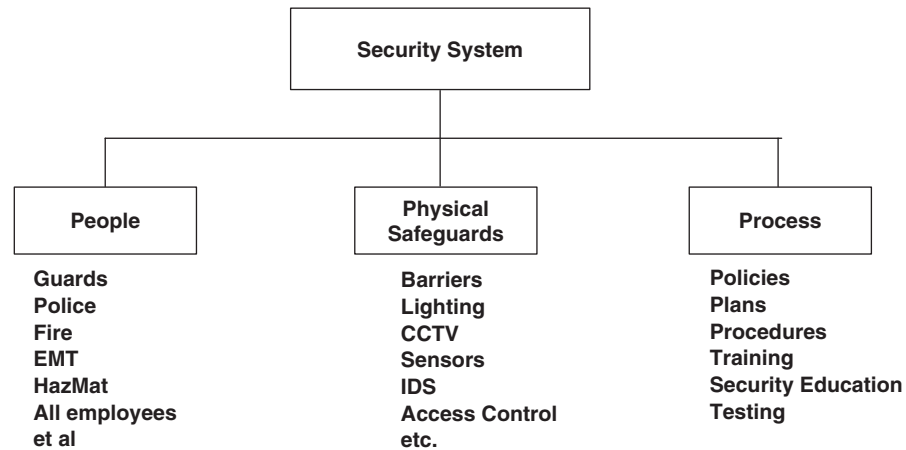 Security System
People
Guards
Police
Fire
EMT
HazMat
All employees
et al
Physical
Safeguards
Barriers
Lighting
CCTV
Sensors
IDS
Access Control
etc.
Process
Policies
Plans
Procedures
Training
Security Education
Testing